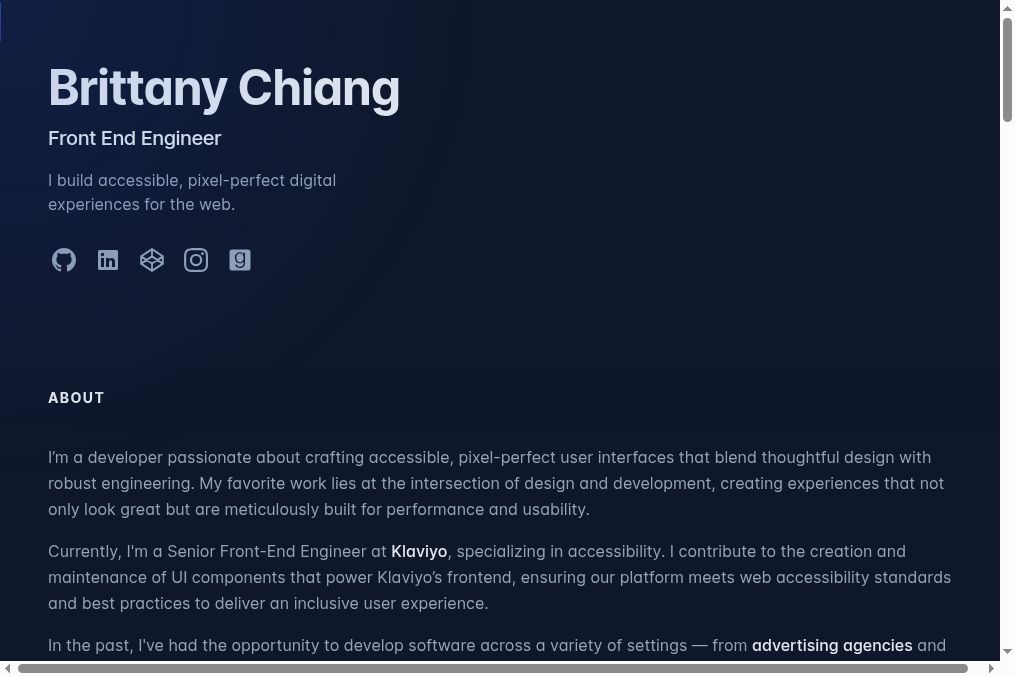 Brittany Chiang
Front End Engineer
I build accessible, pixel-perfect digital
experiences for the web.
ABOUT
I’m a developer passionate about crafting accessible, pixel-perfect user interfaces that blend thoughtful design with
robust engineering. My favorite work lies at the intersection of design and development, creating experiences that not
only look great but are meticulously built for performance and usability.
Currently, I'm a Senior Front-End Engineer at Klaviyo, specializing in accessibility. I contribute to the creation and
maintenance of UI components that power Klaviyo’s frontend, ensuring our platform meets web accessibility standards
and best practices to deliver an inclusive user experience.
In the past, I've had the opportunity to develop software across a variety of settings — from advertising agencies and